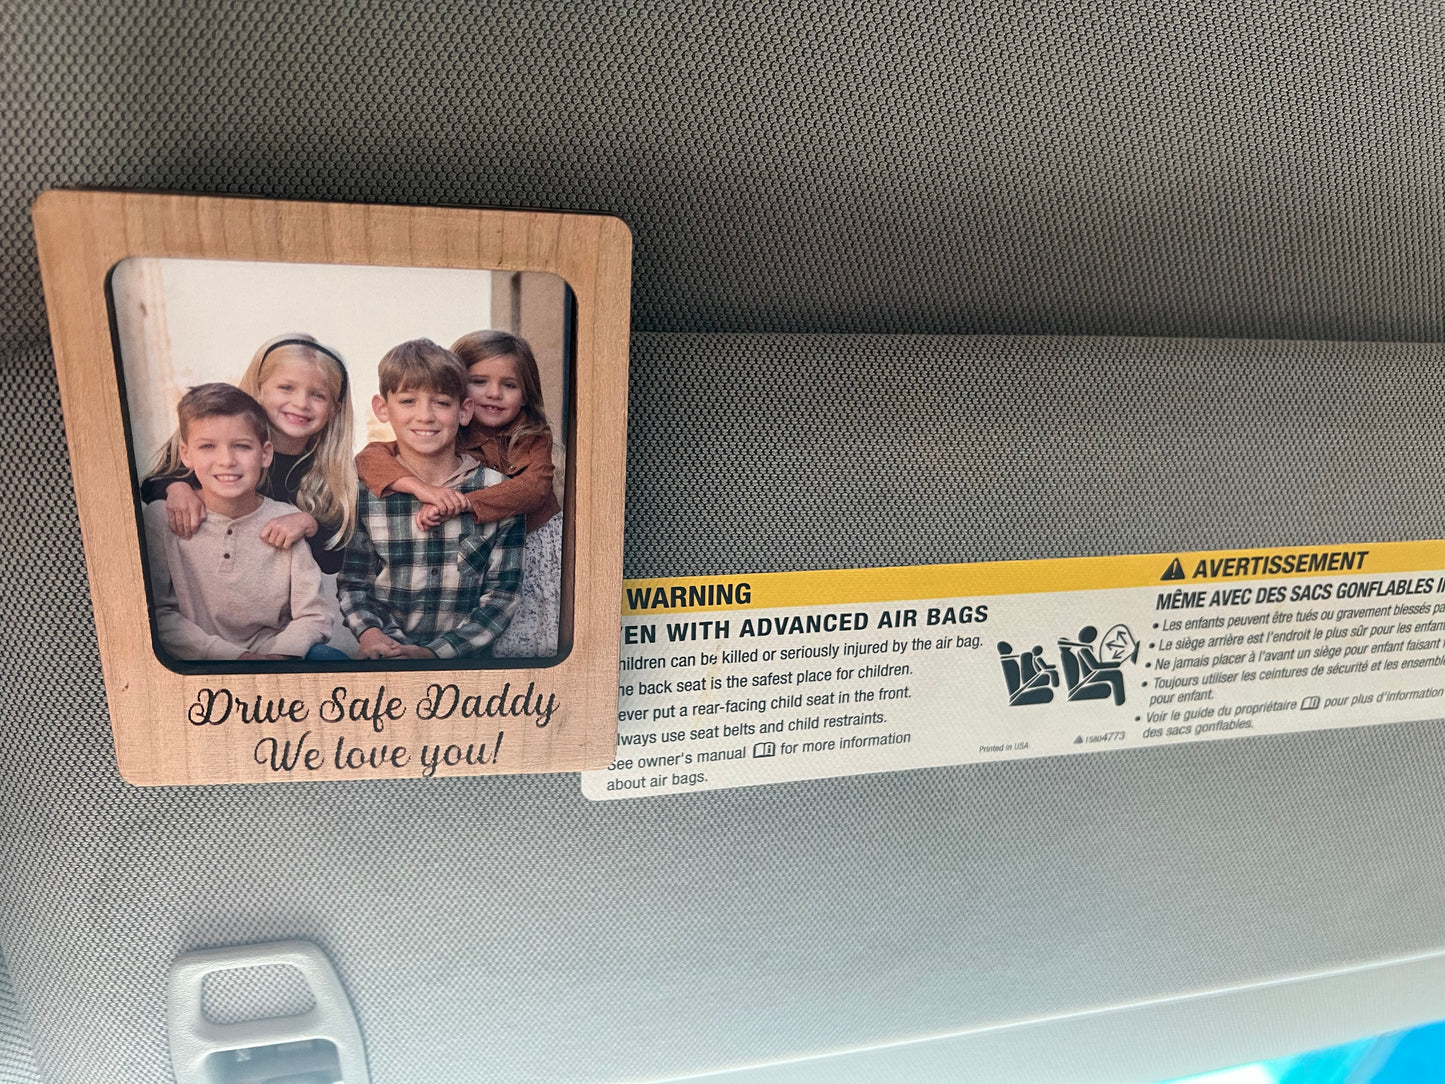 Drive Safe Daddy
We love you!
WARNING
EN WITH ADVANCED AIR BAGS
hildren can be killed or seriously injured by the air bag.
he back seat is the safest place for children.
ever put a rear-facing child seat in the front.
lways use seat belts and child restraints.
See owner's manual for more information
about air bags.
Printed in USA
15804773
AVERTISSEMENT
MÊME AVEC DES SACS GONFLABLES
• Les enfants peuvent être tués ou gravement blessés
• Le siège arrière est l'endroit le plus sûr pour les
• Ne jamais placer à l'avant un siège pour enfant faisant
• Toujours utiliser les ceintures de sécurité et les
pour enfant.
• Voir le guide du propriétaire pour plus d'information
des sacs gonflables.